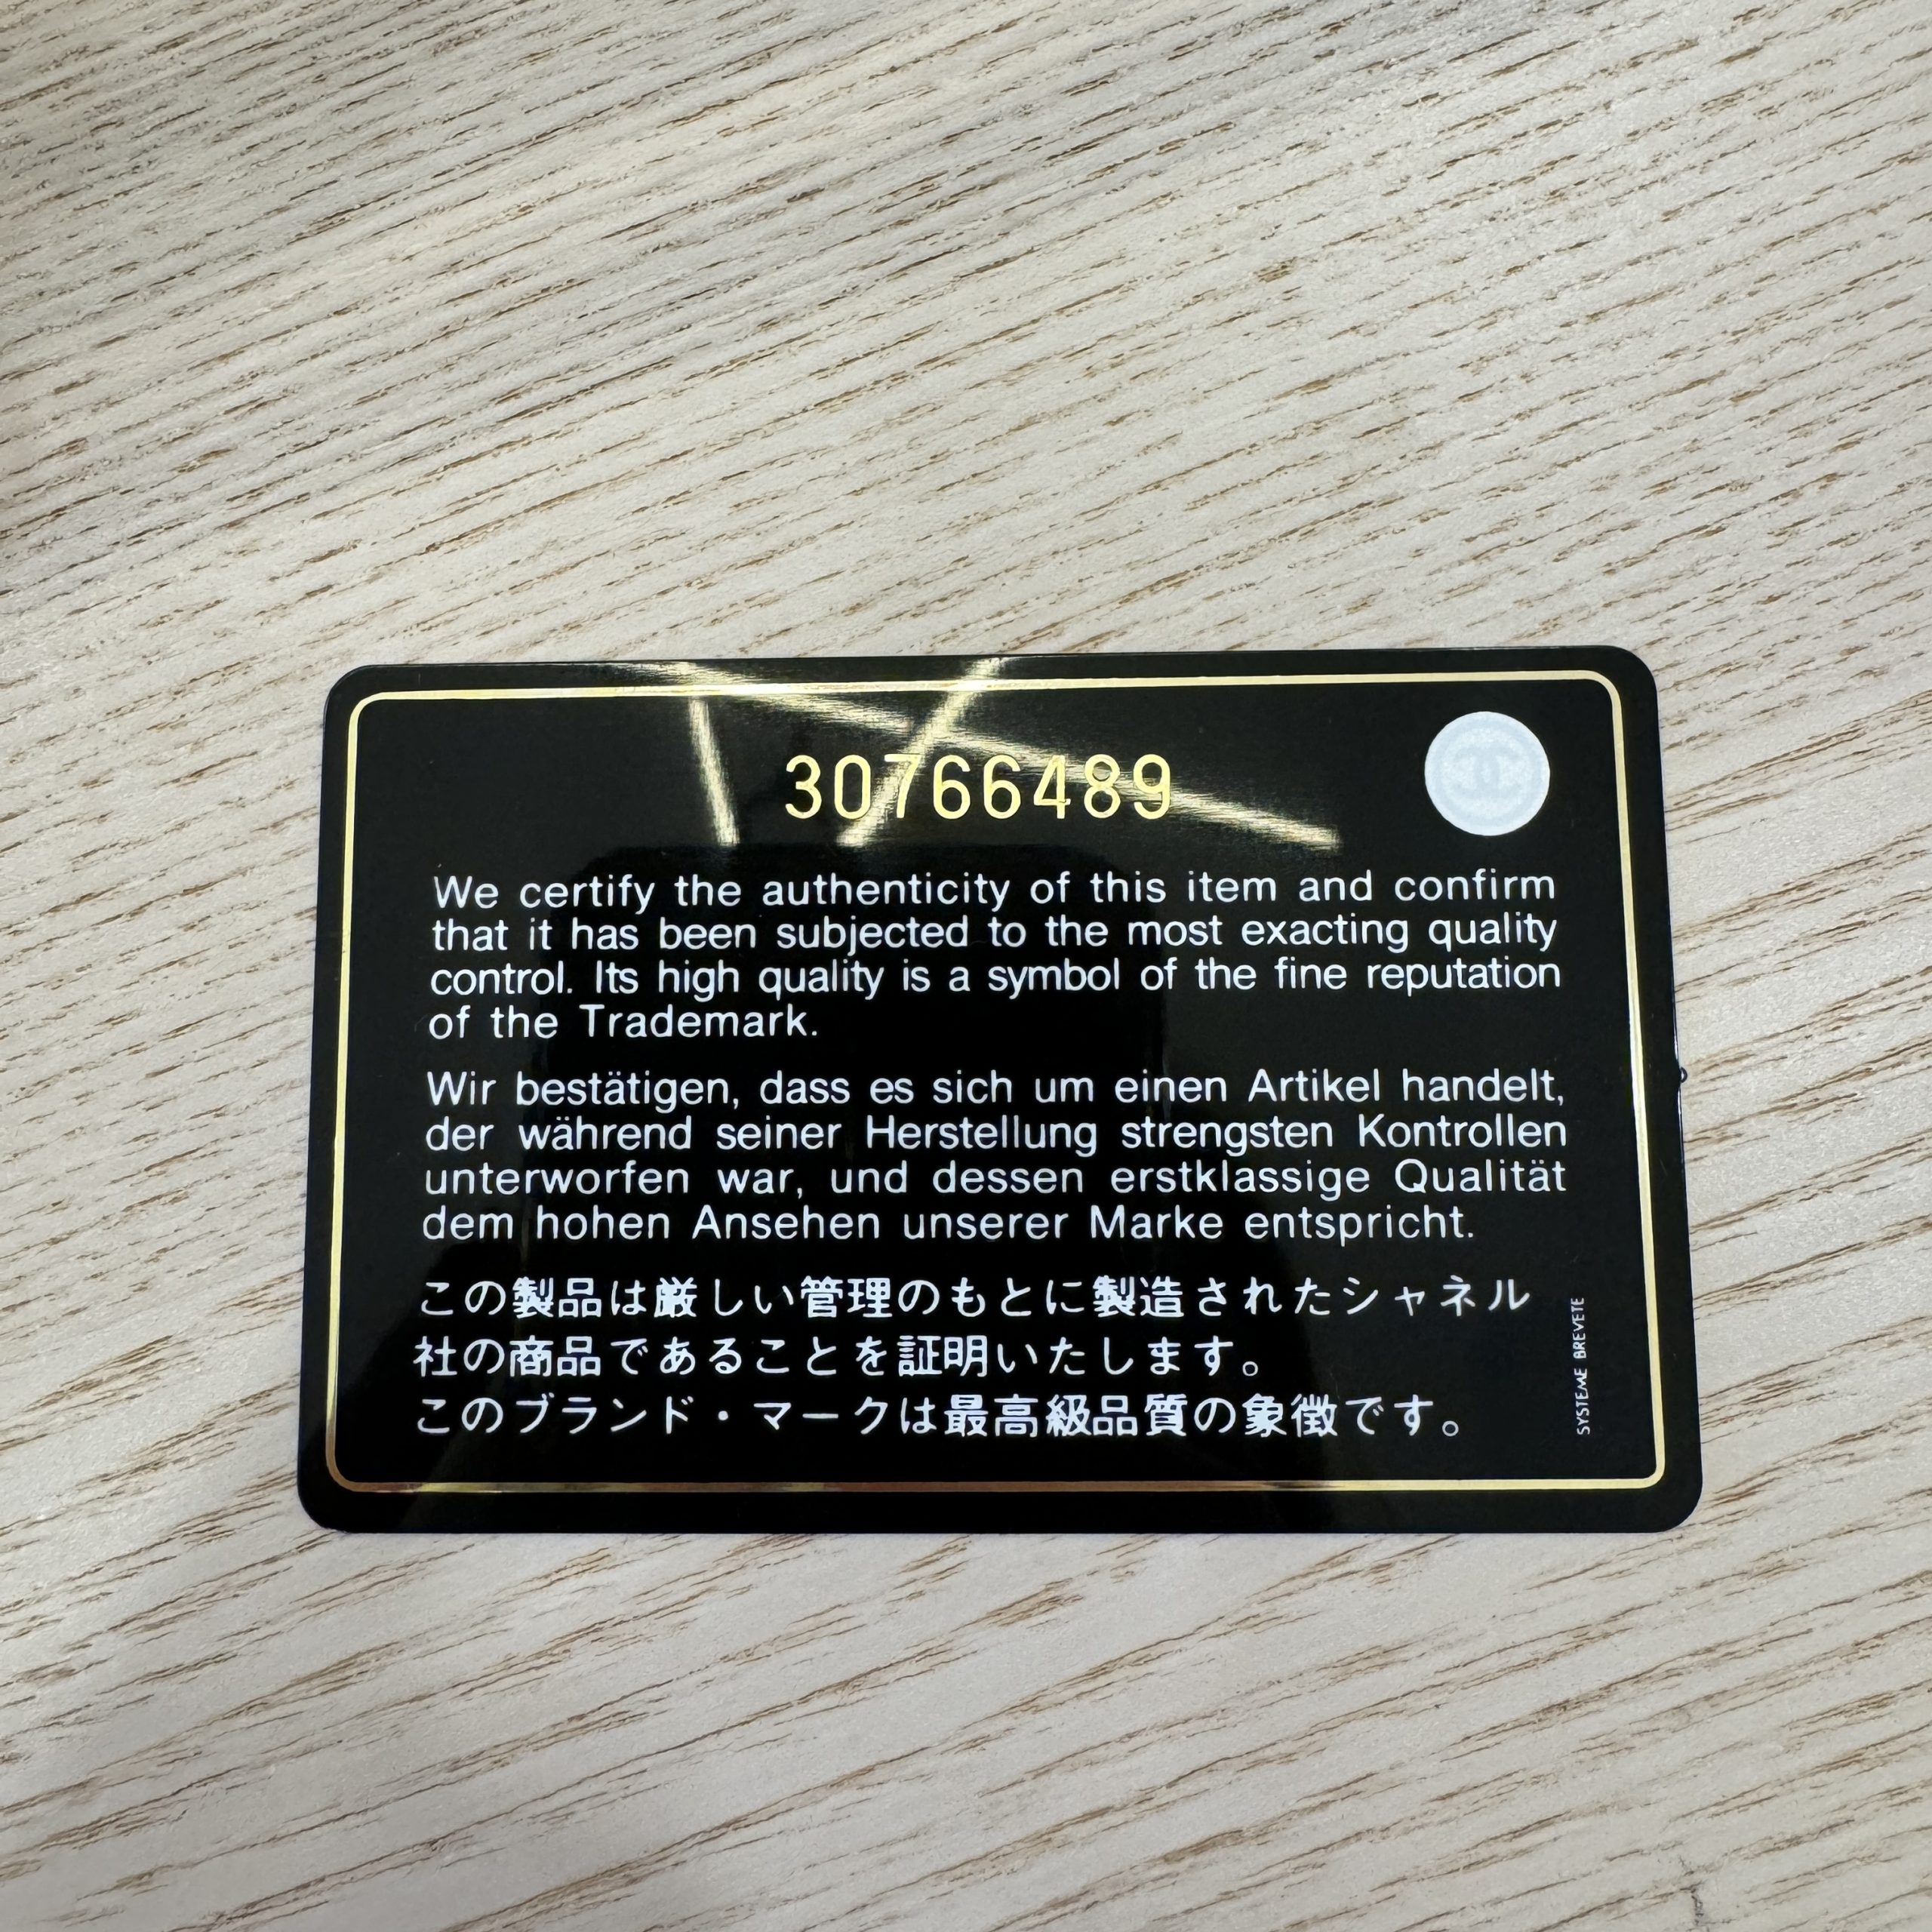 30766489
We certify the authenticity of this item and confirm
that it has been subjected to the most exacting quality
control. Its high quality is a symbol of the fine reputation
of the Trademark.
Wir bestätigen, dass es sich um einen Artikel handelt,
der während seiner Herstellung strengsten Kontrollen
unterworfen war, und dessen erstklassige Qualität
dem hohen Ansehen unserer Marke entspricht.
この製品は厳しい管理のもとに製造されたシャネル
社の商品であることを証明いたします。
このブランド・マークは最高級品質の象徴です。
SYSTEME BREVETE